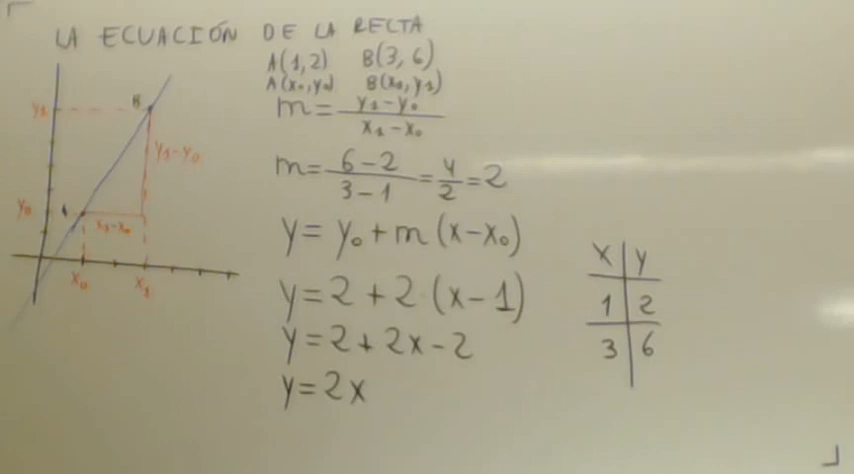 LA ECUACIÓN DE LA RECTA
A(1,2) B(3,6)
A(x₀,y₀) B(x₁,y₁)
m = (y₁-y₀)/(x₁-x₀)
m = (6-2)/(3-1) = 4/2 = 2
y = y₀ + m (x-x₀)
y = 2 + 2·(x-1)
y = 2 + 2x - 2
y = 2x
y₁
B
y₁-y₀
y₀
A
x₁-x₀
x₀
x₁
x | y
1 | 2
3 | 6